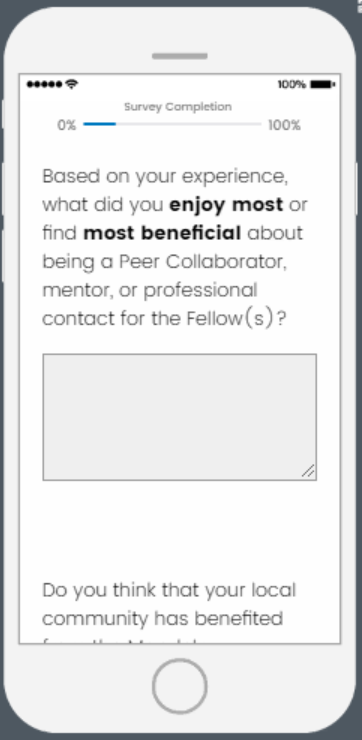 100%
Survey Completion
0% 100%
Based on your experience,
what did you enjoy most or
find most beneficial about
being a Peer Collaborator,
mentor, or professional
contact for the Fellow(s)?
Do you think that your local
community has benefited